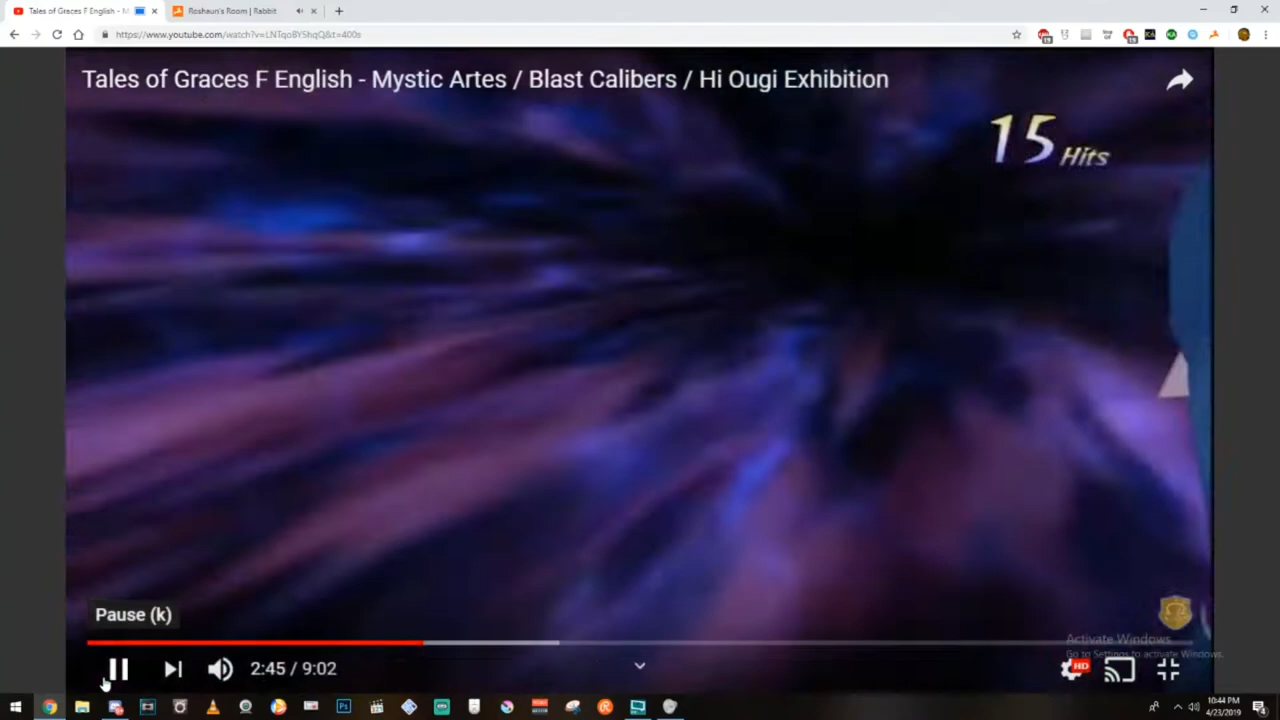 Tales of Graces F English - M
Roshaun's Room | Rabbit
https://www.youtube.com/watch?v=LNTqoBYShqQ&t=400s
Tales of Graces F English - Mystic Artes / Blast Calibers / Hi Ougi Exhibition
15 Hits
Pause (k)
2:45 / 9:02
HD
Activate Windows
Go to Settings to activate Windows.
10:44 PM
4/23/2019